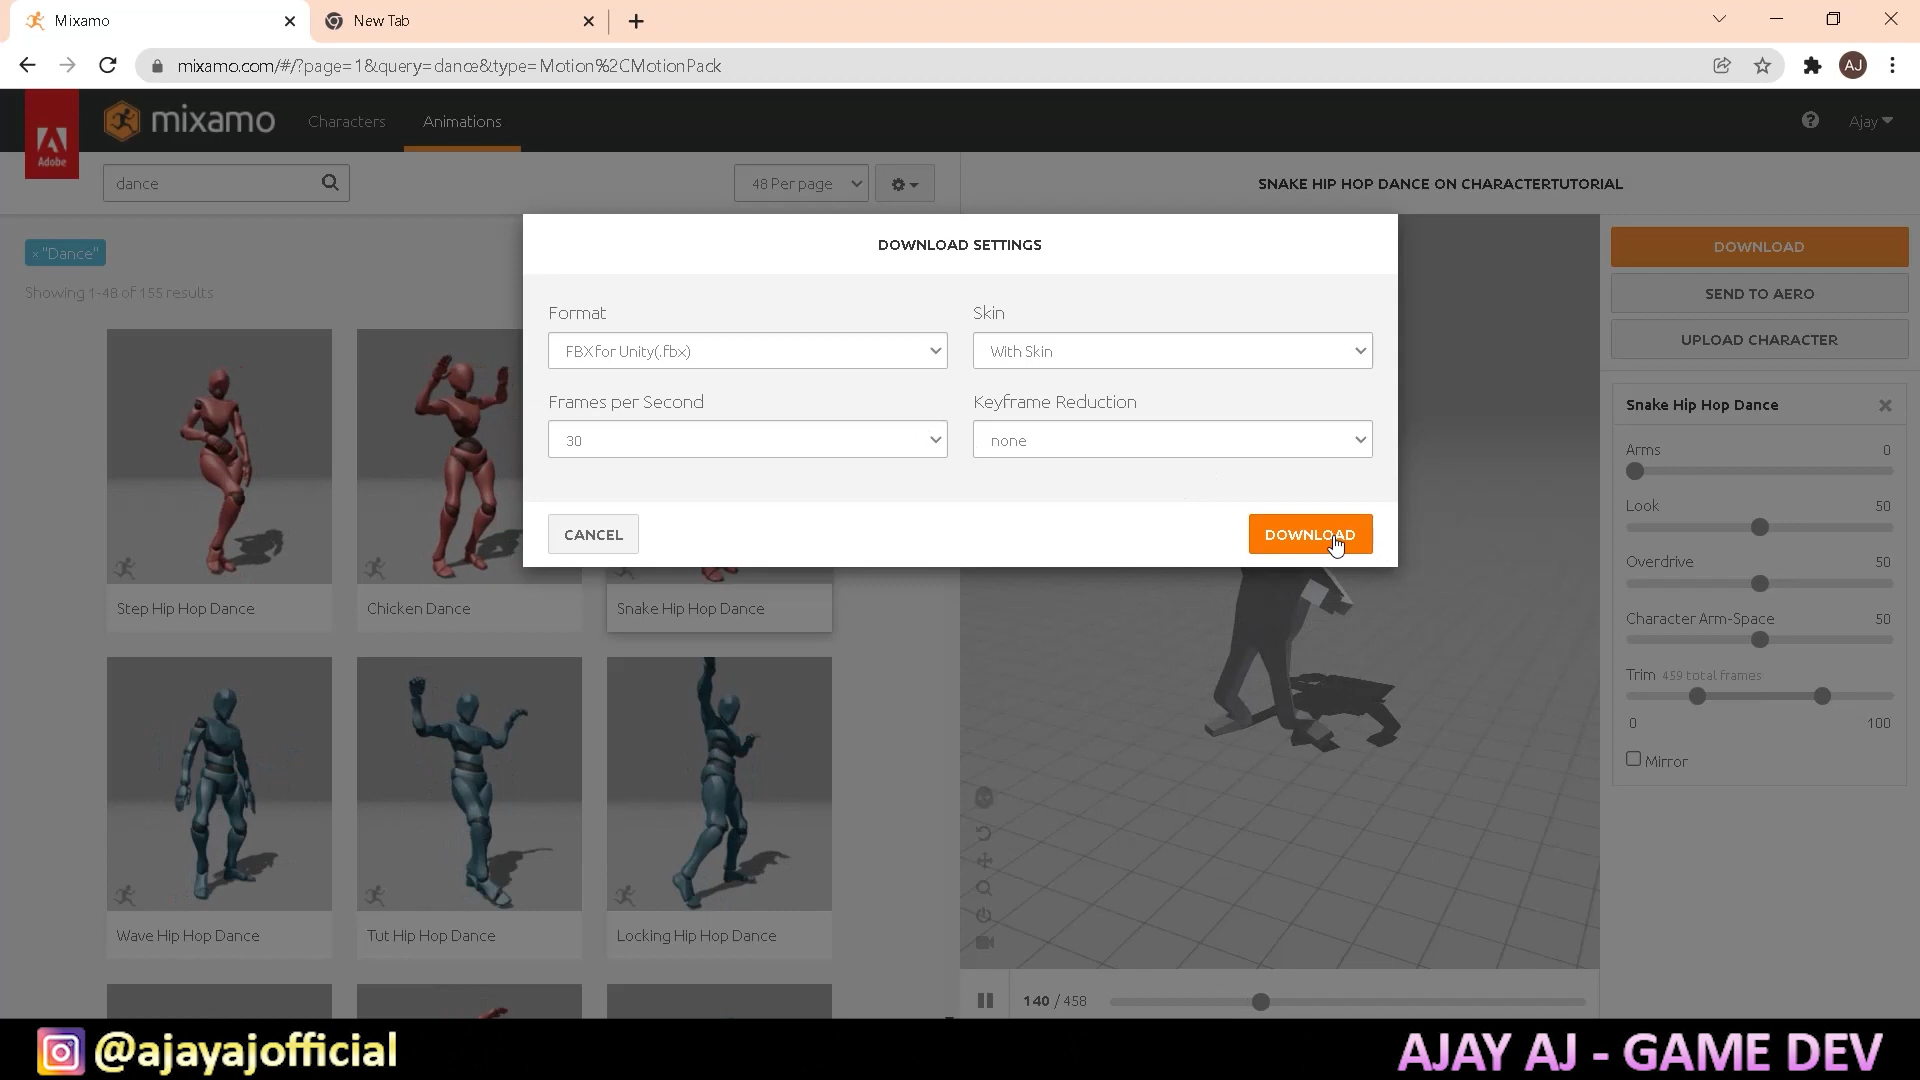 Mixamo
New Tab
mixamo.com/#/?page=1&query=dance&type=Motion%2CMotionPack
AJ
Adobe
mixamo
Characters
Animations
Ajay
dance
48 Per page
SNAKE HIP HOP DANCE ON CHARACTERTUTORIAL
× "Dance"
Showing 1-48 of 155 results
DOWNLOAD SETTINGS
Format
FBX for Unity(.fbx)
Skin
With Skin
Frames per Second
30
Keyframe Reduction
none
CANCEL
DOWNLOAD
DOWNLOAD
SEND TO AERO
UPLOAD CHARACTER
Snake Hip Hop Dance
Arms 0
Look 50
Overdrive 50
Character Arm-Space 50
Trim 459 total frames
0 100
Mirror
Step Hip Hop Dance
Chicken Dance
Snake Hip Hop Dance
Wave Hip Hop Dance
Tut Hip Hop Dance
Locking Hip Hop Dance
140 / 458
@ajayajofficial
AJAY AJ - GAME DEV